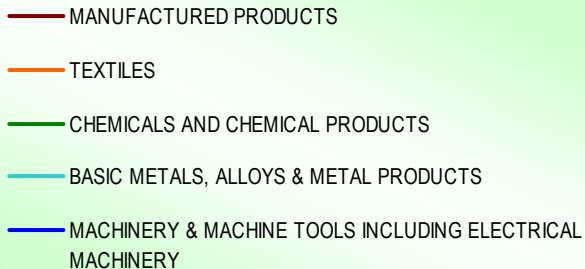 MANUFACTURED PRODUCTS
TEXTILES
CHEMICALS AND CHEMICAL PRODUCTS
BASIC METALS, ALLOYS & METAL PRODUCTS
MACHINERY & MACHINE TOOLS INCLUDING ELECTRICAL
MACHINERY